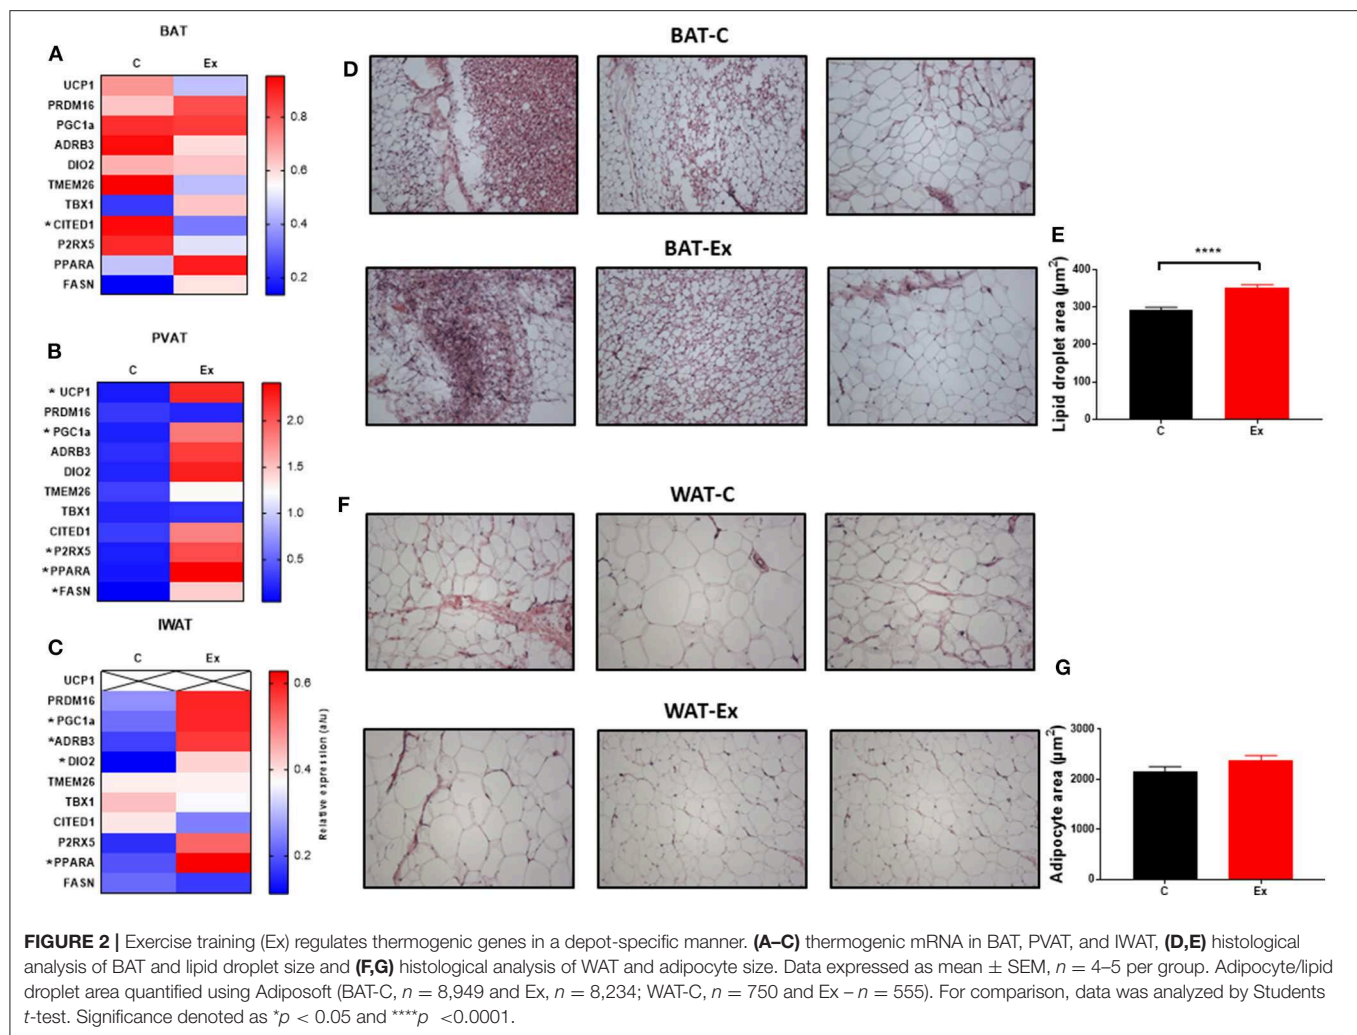 BAT
A
C Ex
UCP1
PRDM16
PGC1a
ADRB3
DIO2
TMEM26
TBX1
*CITED1
P2RX5
PPARA
FASN
0.8
0.6
0.4
0.2
PVAT
B
C Ex
* UCP1
PRDM16
* PGC1a
ADRB3
DIO2
TMEM26
TBX1
CITED1
*P2RX5
*PPARA
*FASN
2.0
1.5
1.0
0.5
IWAT
C
C Ex
UCP1
PRDM16
*PGC1a
*ADRB3
*DIO2
TMEM26
TBX1
CITED1
P2RX5
*PPARA
FASN
0.6
0.4
0.2
Relative expression (a/u)
D
BAT-C
BAT-Ex
E
****
Lipid droplet area (µm²)
400
300
200
100
0
C Ex
F
WAT-C
WAT-Ex
G
Adipocyte area (µm²)
3000
2000
1000
0
C Ex
FIGURE 2 | Exercise training (Ex) regulates thermogenic genes in a depot-specific manner. (A–C) thermogenic mRNA in BAT, PVAT, and IWAT, (D,E) histological
analysis of BAT and lipid droplet size and (F,G) histological analysis of WAT and adipocyte size. Data expressed as mean ± SEM, n = 4–5 per group. Adipocyte/lipid
droplet area quantified using Adiposoft (BAT-C, n = 8,949 and Ex, n = 8,234; WAT-C, n = 750 and Ex – n = 555). For comparison, data was analyzed by Students
t-test. Significance denoted as *p < 0.05 and ****p <0.0001.